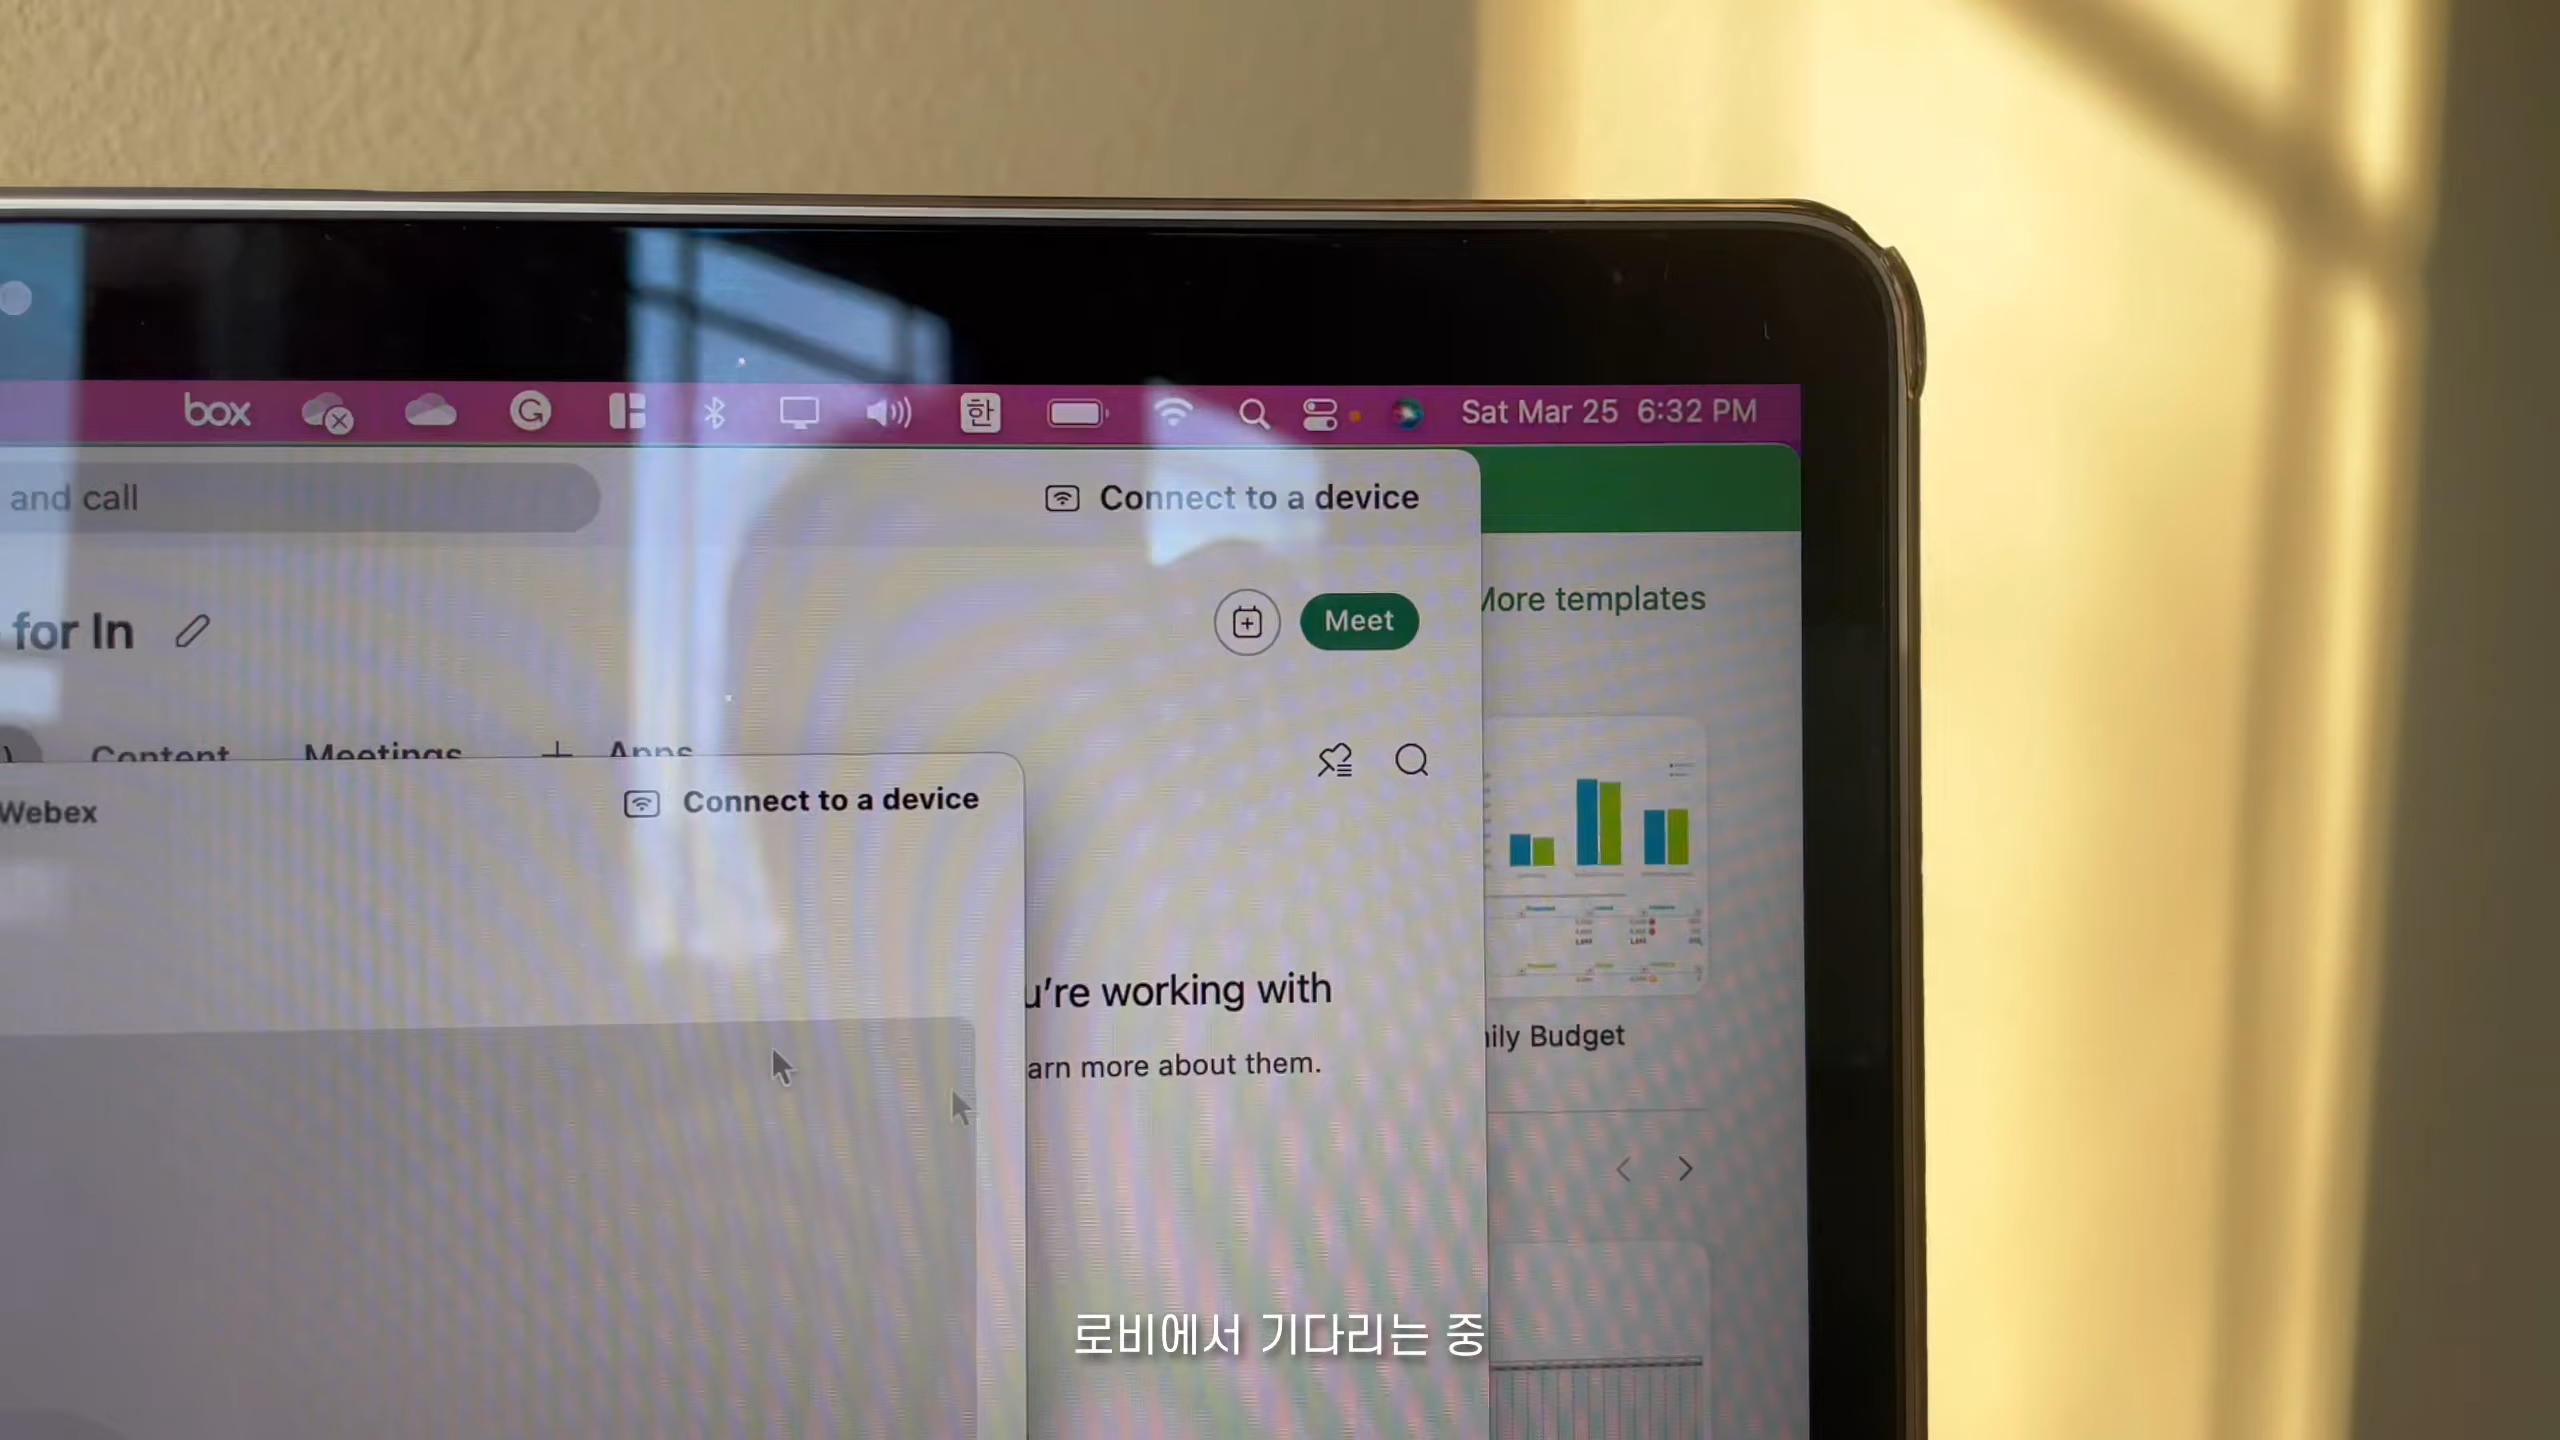 box
한
Sat Mar 25 6:32 PM
and call
Connect to a device
More templates
for In
Meet
Content
Meetings
Apps
Webex
Connect to a device
u're working with
arn more about them.
ily Budget
로비에서 기다리는 중